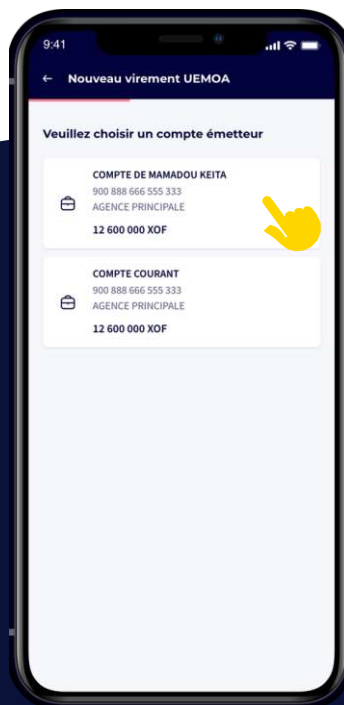 9:41
← Nouveau virement UEMOA
Veuillez choisir un compte émetteur
COMPTE DE MAMADOU KEITA
900 888 666 555 333
AGENCE PRINCIPALE
12 600 000 XOF
COMPTE COURANT
900 888 666 555 333
AGENCE PRINCIPALE
12 600 000 XOF